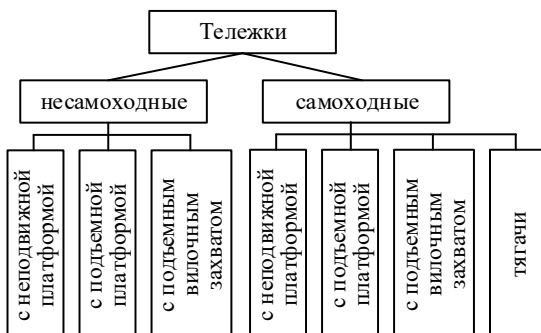 Тележки
несамоходные
самоходные
с неподвижной
платформой
с подъемной
платформой
с подъемным
вилочным
захватом
с неподвижной
платформой
с подъемной
платформой
с подъемным
вилочным
захватом
тягачи